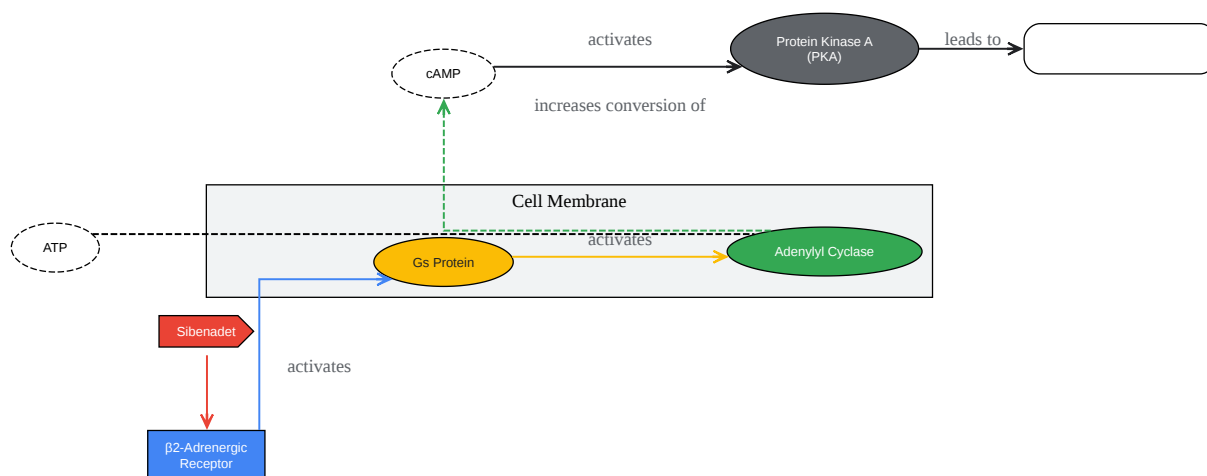 activates
Protein Kinase A
(PKA)
leads to
cAMP
increases conversion of
Cell Membrane
ATP
activates
Gs Protein
Adenylyl Cyclase
Sibenadet
activates
β2-Adrenergic
Receptor